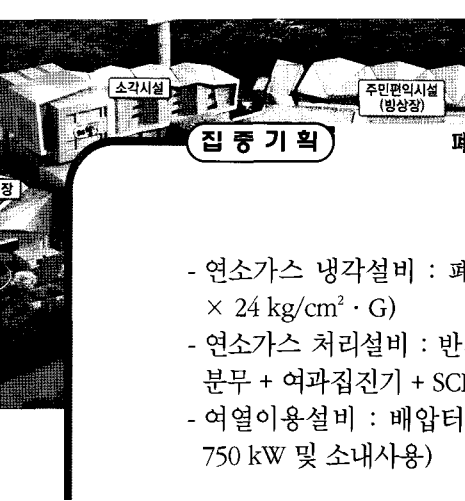 소각시설
주민편익시설
(빙상장)
집중기획
장
- 연소가스 냉각설비 : 폐
× 24 kg/cm² · G)
- 연소가스 처리설비 : 반
분무 + 여과집진기 +
- 여열이용설비 : 배압터
750 kW 및 소내사용)